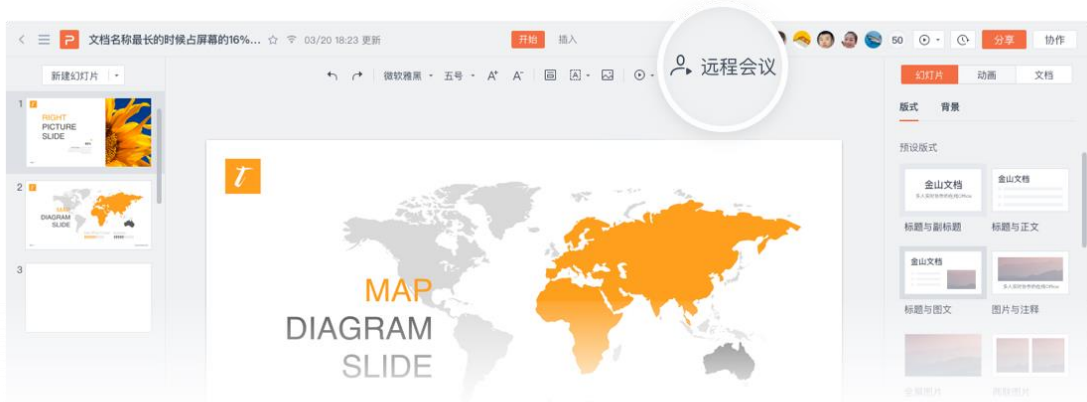 文档名称最长的时候占屏幕的16%...
03/20 18:23 更新
开始
插入
远程会议
50
分享
协作
新建幻灯片
微软雅黑
五号
A⁺
A⁻
幻灯片
动画
文档
版式
背景
预设版式
1
RIGHT
PICTURE
SLIDE
2
MAP
DIAGRAM
SLIDE
3
t
MAP
DIAGRAM
SLIDE
金山文档
标题与副标题
金山文档
标题与正文
金山文档
标题与图文
图片与注释